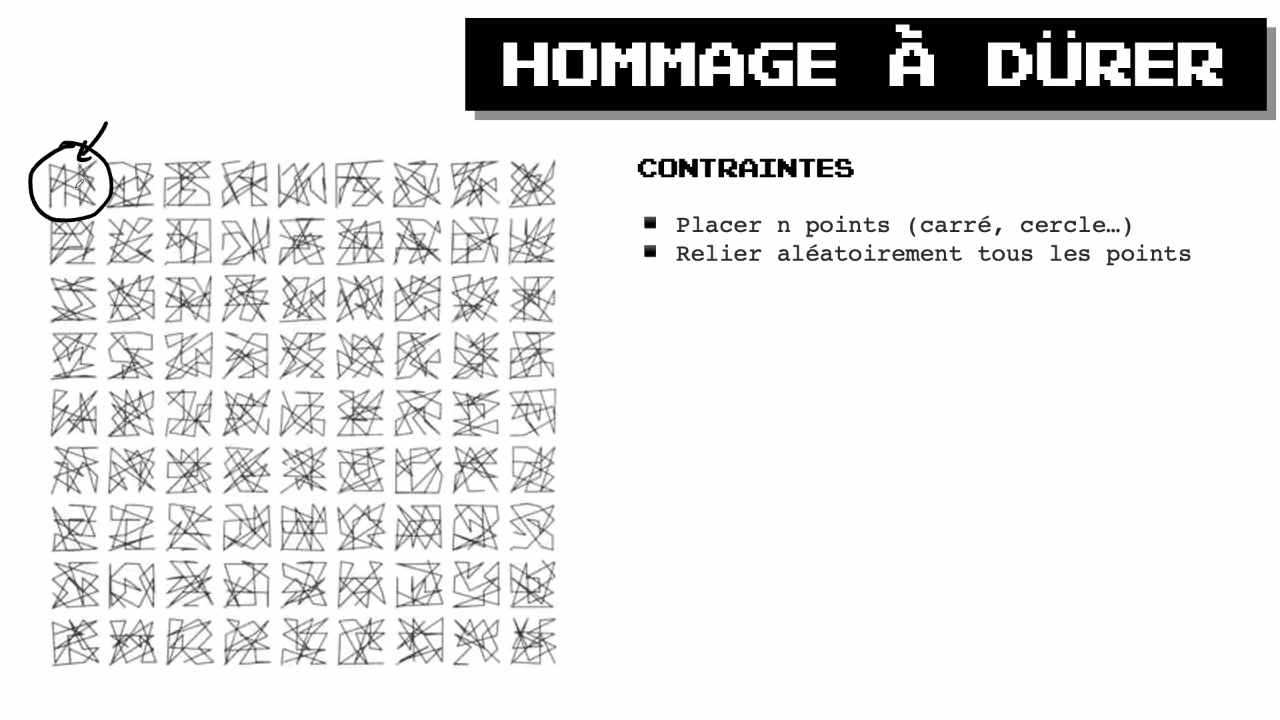 HOMMAGE À DÜRER
CONTRAINTES
Placer n points (carré, cercle…)
Relier aléatoirement tous les points